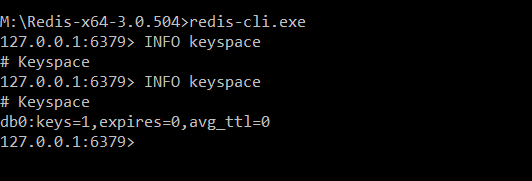 M:\Redis-x64-3.0.504>redis-cli.exe
127.0.0.1:6379> INFO keyspace
# Keyspace
127.0.0.1:6379> INFO keyspace
# Keyspace
db0:keys=1,expires=0,avg_ttl=0
127.0.0.1:6379>